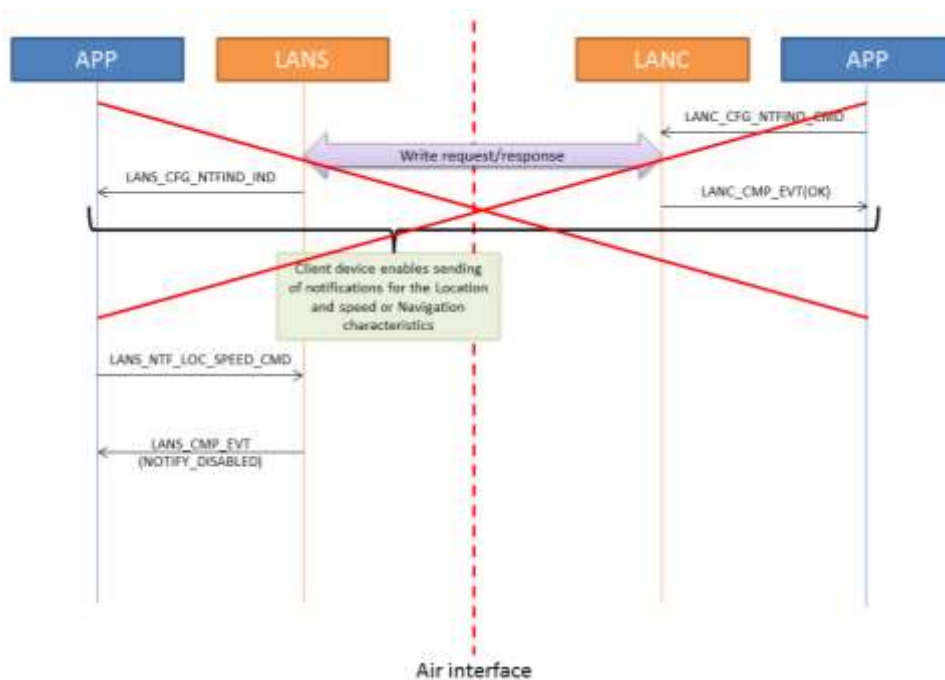 APP
LANS
LANC
APP
LANC_CFG_NTFIND_CMD
Write request/response
LANS_CFG_NTFIND_IND
LANC_CMP_EVT(OK)
Client device enables sending
of notifications for the Location
and speed or Navigation
characteristics
LANS_NTF_LOC_SPEED_CMD
LANS_CMP_EVT
(NOTIFY_DISABLED)
Air interface